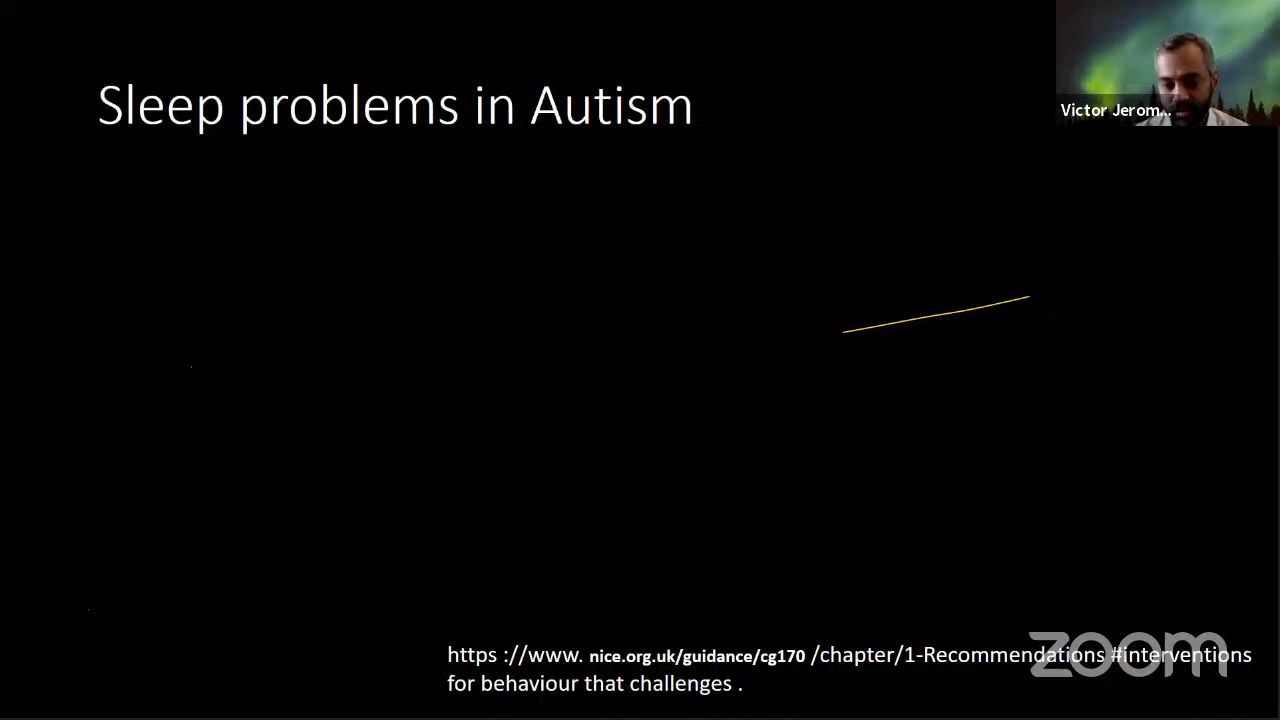 Sleep problems in Autism
Victor Jerom...
https ://www. nice.org.uk/guidance/cg170 /chapter/1-Recommendations #interventions
for behaviour that challenges .
zoom